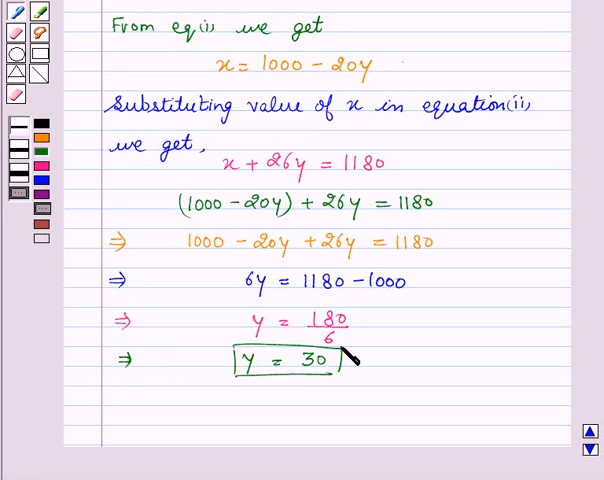 From eq(i) we get
x = 1000 - 20y
Substituting value of x in equation(ii)
we get,
x + 26y = 1180
(1000 - 20y) + 26y = 1180
⇒ 1000 - 20y + 26y = 1180
⇒ 6y = 1180 - 1000
⇒ y = 180/6
⇒ y = 30